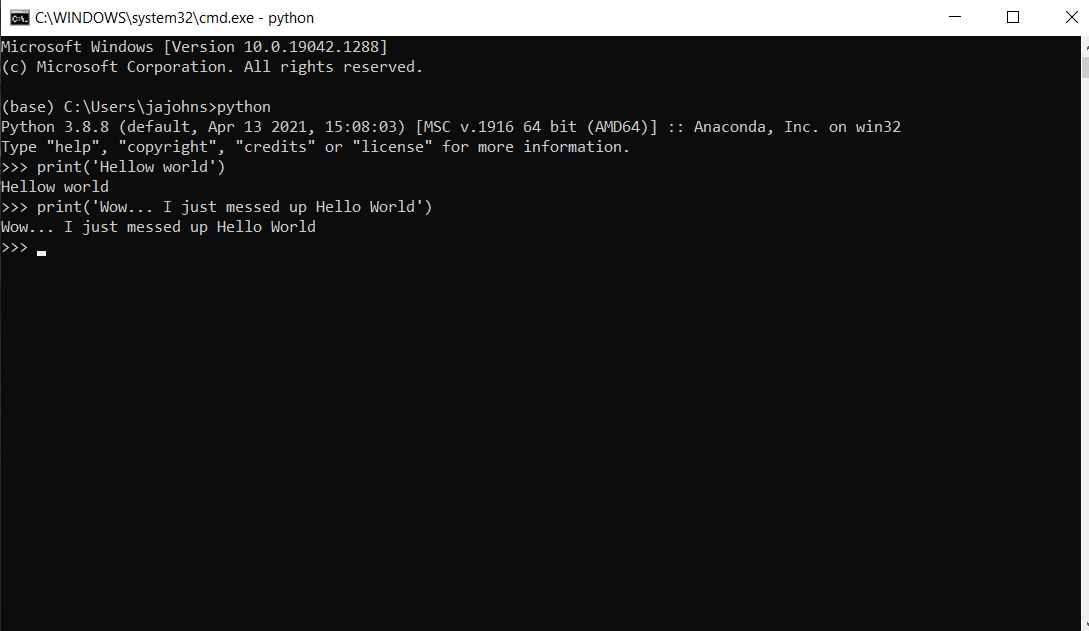 C:\WINDOWS\system32\cmd.exe - python
Microsoft Windows [Version 10.0.19042.1288]
(c) Microsoft Corporation. All rights reserved.
(base) C:\Users\jajohns>python
Python 3.8.8 (default, Apr 13 2021, 15:08:03) [MSC v.1916 64 bit (AMD64)] :: Anaconda, Inc. on win32
Type "help", "copyright", "credits" or "license" for more information.
>>> print('Hellow world')
Hellow world
>>> print('Wow... I just messed up Hello World')
Wow... I just messed up Hello World
>>>